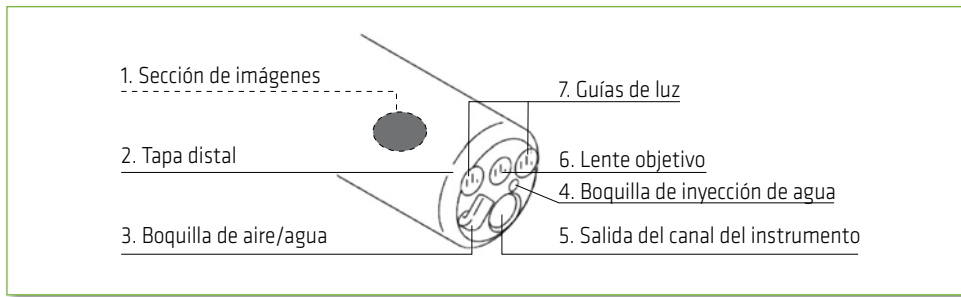 1. Sección de imágenes
7. Guías de luz
2. Tapa distal
6. Lente objetivo
4. Boquilla de inyección de agua
3. Boquilla de aire/agua
5. Salida del canal del instrumento